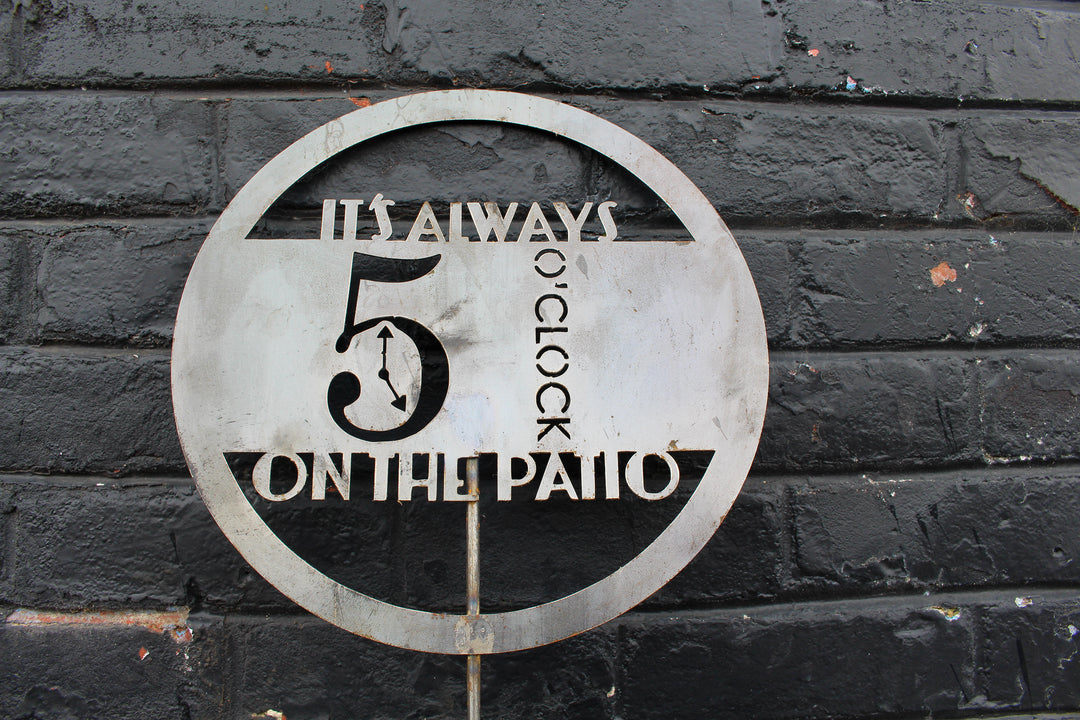 IT'S ALWAYS
5
O'CLOCK
ON THE PATIO